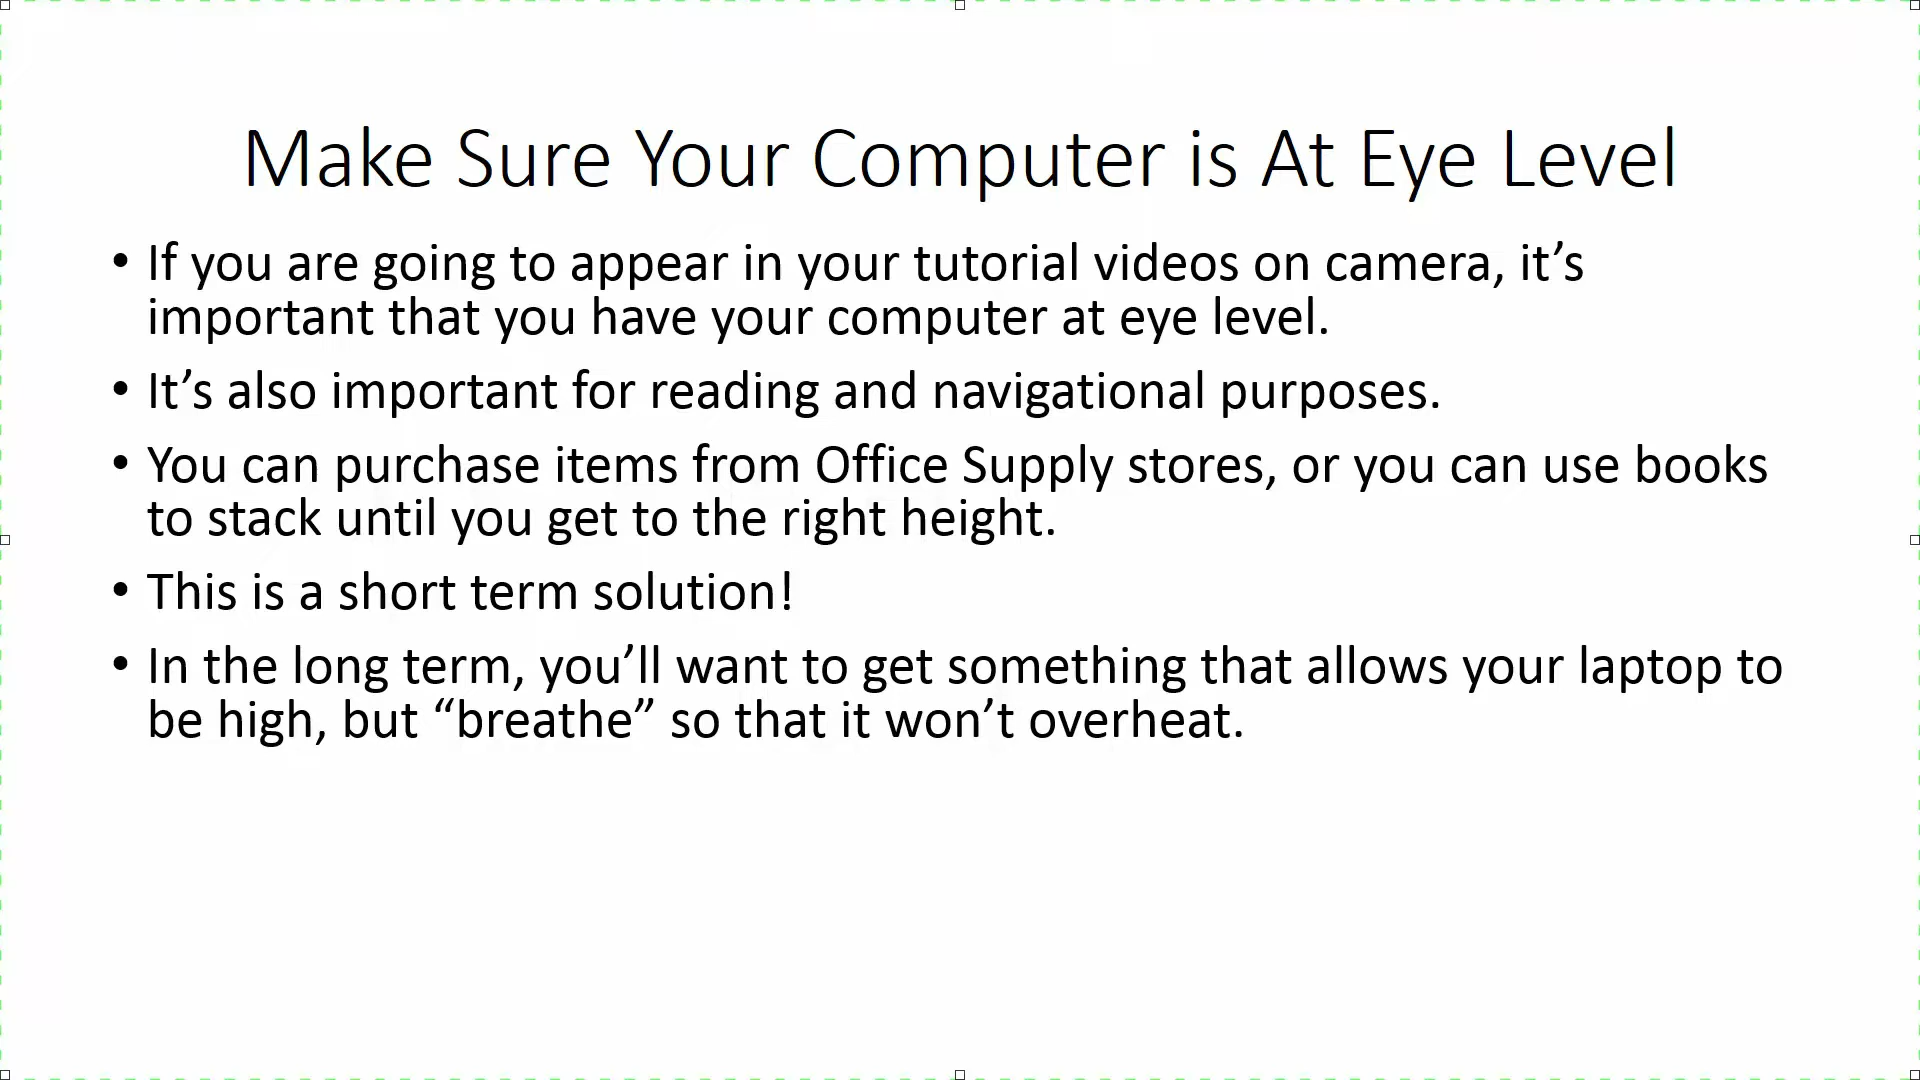 Make Sure Your Computer is At Eye Level
• If you are going to appear in your tutorial videos on camera, it’s
important that you have your computer at eye level.
• It’s also important for reading and navigational purposes.
• You can purchase items from Office Supply stores, or you can use books
to stack until you get to the right height.
• This is a short term solution!
• In the long term, you’ll want to get something that allows your laptop to
be high, but “breathe” so that it won’t overheat.